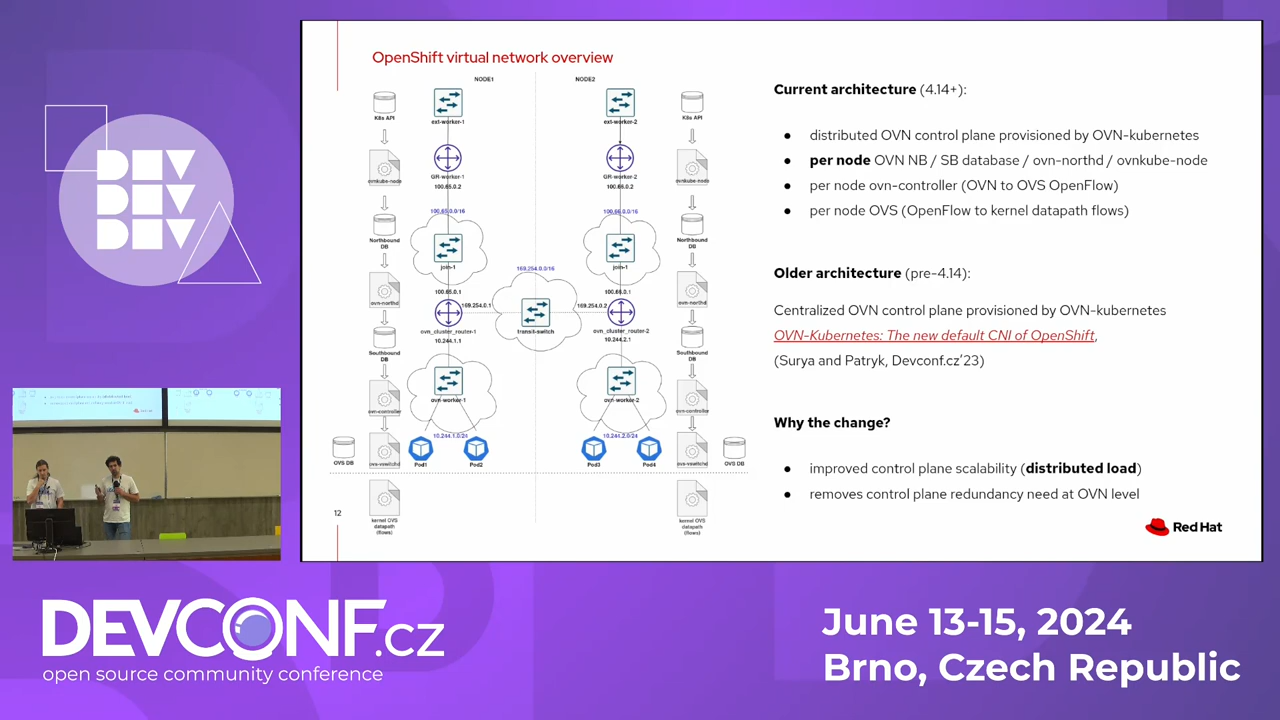 OpenShift virtual network overview
NODE1
NODE2
K8s API
ext-worker-1
ext-worker-2
K8s API
ovnkube-node
GR-worker-1
GR-worker-2
ovnkube-node
100.65.0.2
100.66.0.2
100.65.0.0/16
100.66.0.0/16
Northbound
DB
join-1
join-1
Northbound
DB
169.254.0.0/16
ovn-northd
100.65.0.1
100.66.0.1
ovn-northd
169.254.0.1
169.254.0.2
ovn_cluster_router-1
transit-switch
ovn_cluster_router-2
10.244.1.1
10.244.2.1
Southbound
DB
Southbound
DB
ovn-controller
ovn-worker-1
ovn-worker-2
ovn-controller
10.244.1.0/24
10.244.2.0/24
OVS DB
ovs-vswitchd
Pod1
Pod2
Pod3
Pod4
ovs-vswitchd
OVS DB
kernel OVS
datapath
(flows)
kernel OVS
datapath
(flows)
12
Current architecture (4.14+):
● distributed OVN control plane provisioned by OVN-kubernetes
● per node OVN NB / SB database / ovn-northd / ovnkube-node
● per node ovn-controller (OVN to OVS OpenFlow)
● per node OVS (OpenFlow to kernel datapath flows)
Older architecture (pre-4.14):
Centralized OVN control plane provisioned by OVN-kubernetes
OVN-Kubernetes: The new default CNI of OpenShift,
(Surya and Patryk, Devconf.cz'23)
Why the change?
● improved control plane scalability (distributed load)
● removes control plane redundancy need at OVN level
Red Hat
DEV
DEV
DEV
DEVCONF.cz
open source community conference
June 13-15, 2024
Brno, Czech Republic